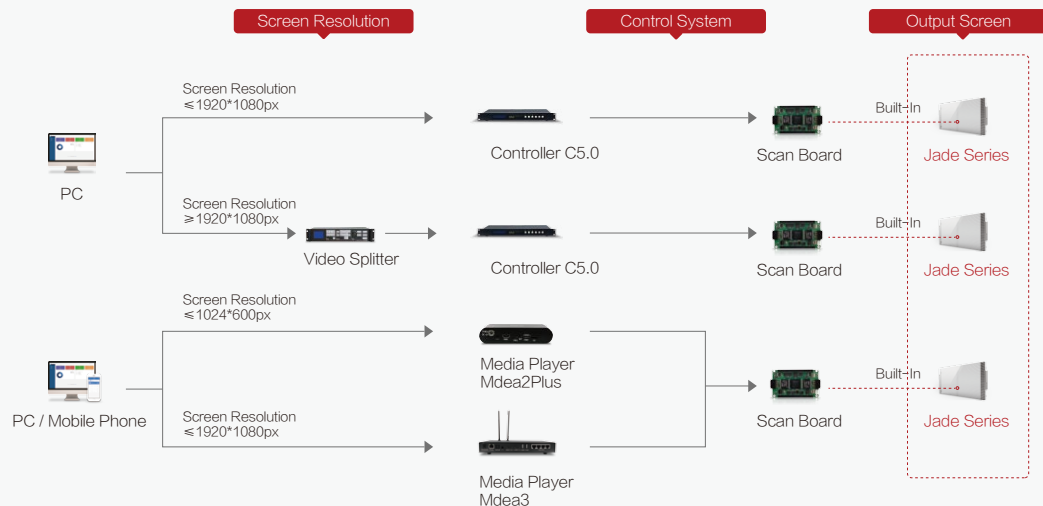 Screen Resolution
Control System
Output Screen
Screen Resolution
≤1920*1080px
Controller C5.0
Scan Board
Built-In
Jade Series
PC
Screen Resolution
≥1920*1080px
Video Splitter
Controller C5.0
Scan Board
Built-In
Jade Series
Screen Resolution
≤1024*600px
Media Player
Mdea2Plus
PC / Mobile Phone
Screen Resolution
≤1920*1080px
Media Player
Mdea3
Scan Board
Built-In
Jade Series